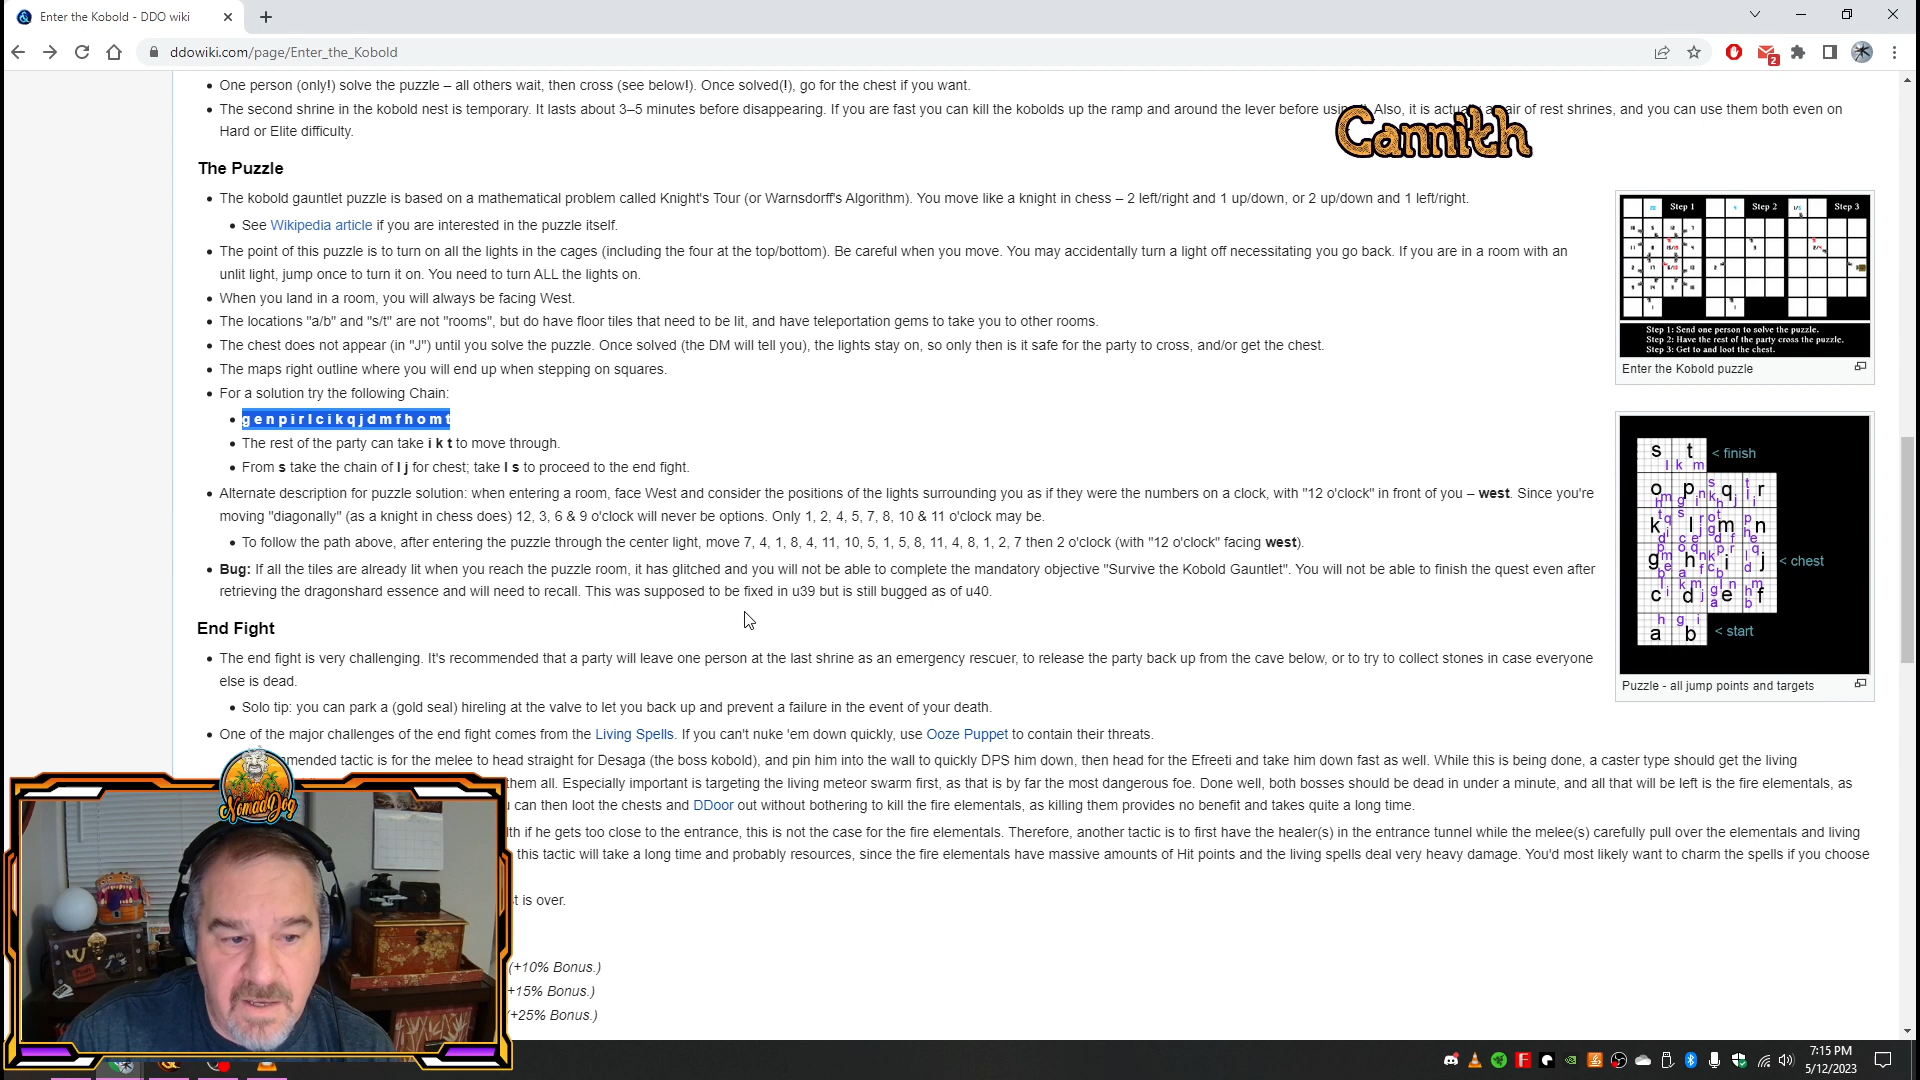 Enter the Kobold - DDO wiki
ddowiki.com/page/Enter_the_Kobold
2
One person (only!) solve the puzzle – all others wait, then cross (see below!). Once solved(!), go for the chest if you want.
The second shrine in the kobold nest is temporary. It lasts about 3–5 minutes before disappearing. If you are fast you can kill the kobolds up the ramp and around the lever before using Also, it is actually a pair of rest shrines, and you can use them both even on
Hard or Elite difficulty.
Cannith
The Puzzle
The kobold gauntlet puzzle is based on a mathematical problem called Knight's Tour (or Warnsdorff's Algorithm). You move like a knight in chess – 2 left/right and 1 up/down, or 2 up/down and 1 left/right.
See Wikipedia article if you are interested in the puzzle itself.
The point of this puzzle is to turn on all the lights in the cages (including the four at the top/bottom). Be careful when you move. You may accidentally turn a light off necessitating you go back. If you are in a room with an
unlit light, jump once to turn it on. You need to turn ALL the lights on.
When you land in a room, you will always be facing West.
The locations "a/b" and "s/t" are not "rooms", but do have floor tiles that need to be lit, and have teleportation gems to take you to other rooms.
The chest does not appear (in "J") until you solve the puzzle. Once solved (the DM will tell you), the lights stay on, so only then is it safe for the party to cross, and/or get the chest.
The maps right outline where you will end up when stepping on squares.
For a solution try the following Chain:
g e n p i r l c i k q j d m f h o m t
The rest of the party can take i k t to move through.
From s take the chain of l j for chest; take l s to proceed to the end fight.
Alternate description for puzzle solution: when entering a room, face West and consider the positions of the lights surrounding you as if they were the numbers on a clock, with "12 o'clock" in front of you – west. Since you're
moving "diagonally" (as a knight in chess does) 12, 3, 6 & 9 o'clock will never be options. Only 1, 2, 4, 5, 7, 8, 10 & 11 o'clock may be.
To follow the path above, after entering the puzzle through the center light, move 7, 4, 1, 8, 4, 11, 10, 5, 1, 5, 8, 11, 4, 8, 1, 2, 7 then 2 o'clock (with "12 o'clock" facing west).
Bug: If all the tiles are already lit when you reach the puzzle room, it has glitched and you will not be able to complete the mandatory objective "Survive the Kobold Gauntlet". You will not be able to finish the quest even after
retrieving the dragonshard essence and will need to recall. This was supposed to be fixed in u39 but is still bugged as of u40.
Step 1 Step 2 Step 3
Step 1: Send one person to solve the puzzle.
Step 2: Have the rest of the party cross the puzzle.
Step 3: Get to and loot the chest.
Enter the Kobold puzzle
s t < finish
l k m
o p q r
k l m n
g h i j < chest
c d e f
h g i
a b < start
Puzzle - all jump points and targets
End Fight
The end fight is very challenging. It's recommended that a party will leave one person at the last shrine as an emergency rescuer, to release the party back up from the cave below, or to try to collect stones in case everyone
else is dead.
Solo tip: you can park a (gold seal) hireling at the valve to let you back up and prevent a failure in the event of your death.
One of the major challenges of the end fight comes from the Living Spells. If you can't nuke 'em down quickly, use Ooze Puppet to contain their threats.
mmended tactic is for the melee to head straight for Desaga (the boss kobold), and pin him into the wall to quickly DPS him down, then head for the Efreeti and take him down fast as well. While this is being done, a caster type should get the living
them all. Especially important is targeting the living meteor swarm first, as that is by far the most dangerous foe. Done well, both bosses should be dead in under a minute, and all that will be left is the fire elementals, as
u can then loot the chests and DDoor out without bothering to kill the fire elementals, as killing them provides no benefit and takes quite a long time.
lth if he gets too close to the entrance, this is not the case for the fire elementals. Therefore, another tactic is to first have the healer(s) in the entrance tunnel while the melee(s) carefully pull over the elementals and living
this tactic will take a long time and probably resources, since the fire elementals have massive amounts of Hit points and the living spells deal very heavy damage. You'd most likely want to charm the spells if you choose
st is over.
(+10% Bonus.)
+15% Bonus.)
+25% Bonus.)
NomadDog
7:15 PM
5/12/2023